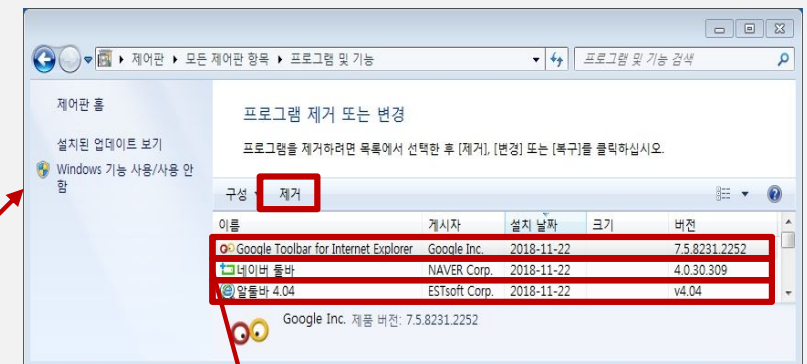 제어판 ▶ 모든 제어판 항목 ▶ 프로그램 및 기능
프로그램 및 기능 검색
제어판 홈
설치된 업데이트 보기
Windows 기능 사용/사용 안
함
프로그램 제거 또는 변경
프로그램을 제거하려면 목록에서 선택한 후 [제거], [변경] 또는 [복구]를 클릭하십시오.
구성 제거
이름 게시자 설치 날짜 크기 버전
Google Toolbar for Internet Explorer Google Inc. 2018-11-22 7.5.8231.2252
네이버 툴바 NAVER Corp. 2018-11-22 4.0.30.309
알툴바 4.04 ESTsoft Corp. 2018-11-22 v4.04
Google Inc. 제품 버전: 7.5.8231.2252